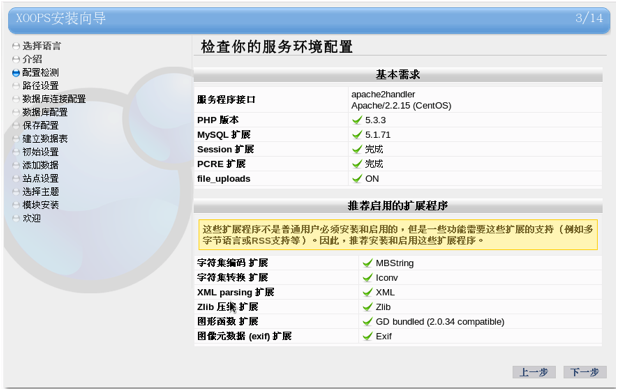 XOOPS安装向导
3/14
选择语言
介绍
配置检测
路径设置
数据库连接配置
数据库配置
保存配置
建立数据表
初始设置
添加数据
站点设置
选择主题
模块安装
欢迎
检查你的服务环境配置
基本需求
服务程序接口 apache2handler
Apache/2.2.15 (CentOS)
PHP 版本 5.3.3
MySQL 扩展 5.1.71
Session 扩展 完成
PCRE 扩展 完成
file_uploads ON
推荐启用的扩展程序
这些扩展程序不是普通用户必须安装和启用的，但是一些功能需要这些扩展的支持（例如多
字节语言或RSS支持等）。因此，推荐安装和启用这些扩展程序。
字符集编码 扩展 MBString
字符集转换 扩展 Iconv
XML parsing 扩展 XML
Zlib 压缩 扩展 Zlib
图形函数 扩展 GD bundled (2.0.34 compatible)
图像元数据 (exif) 扩展 Exif
上一步 下一步